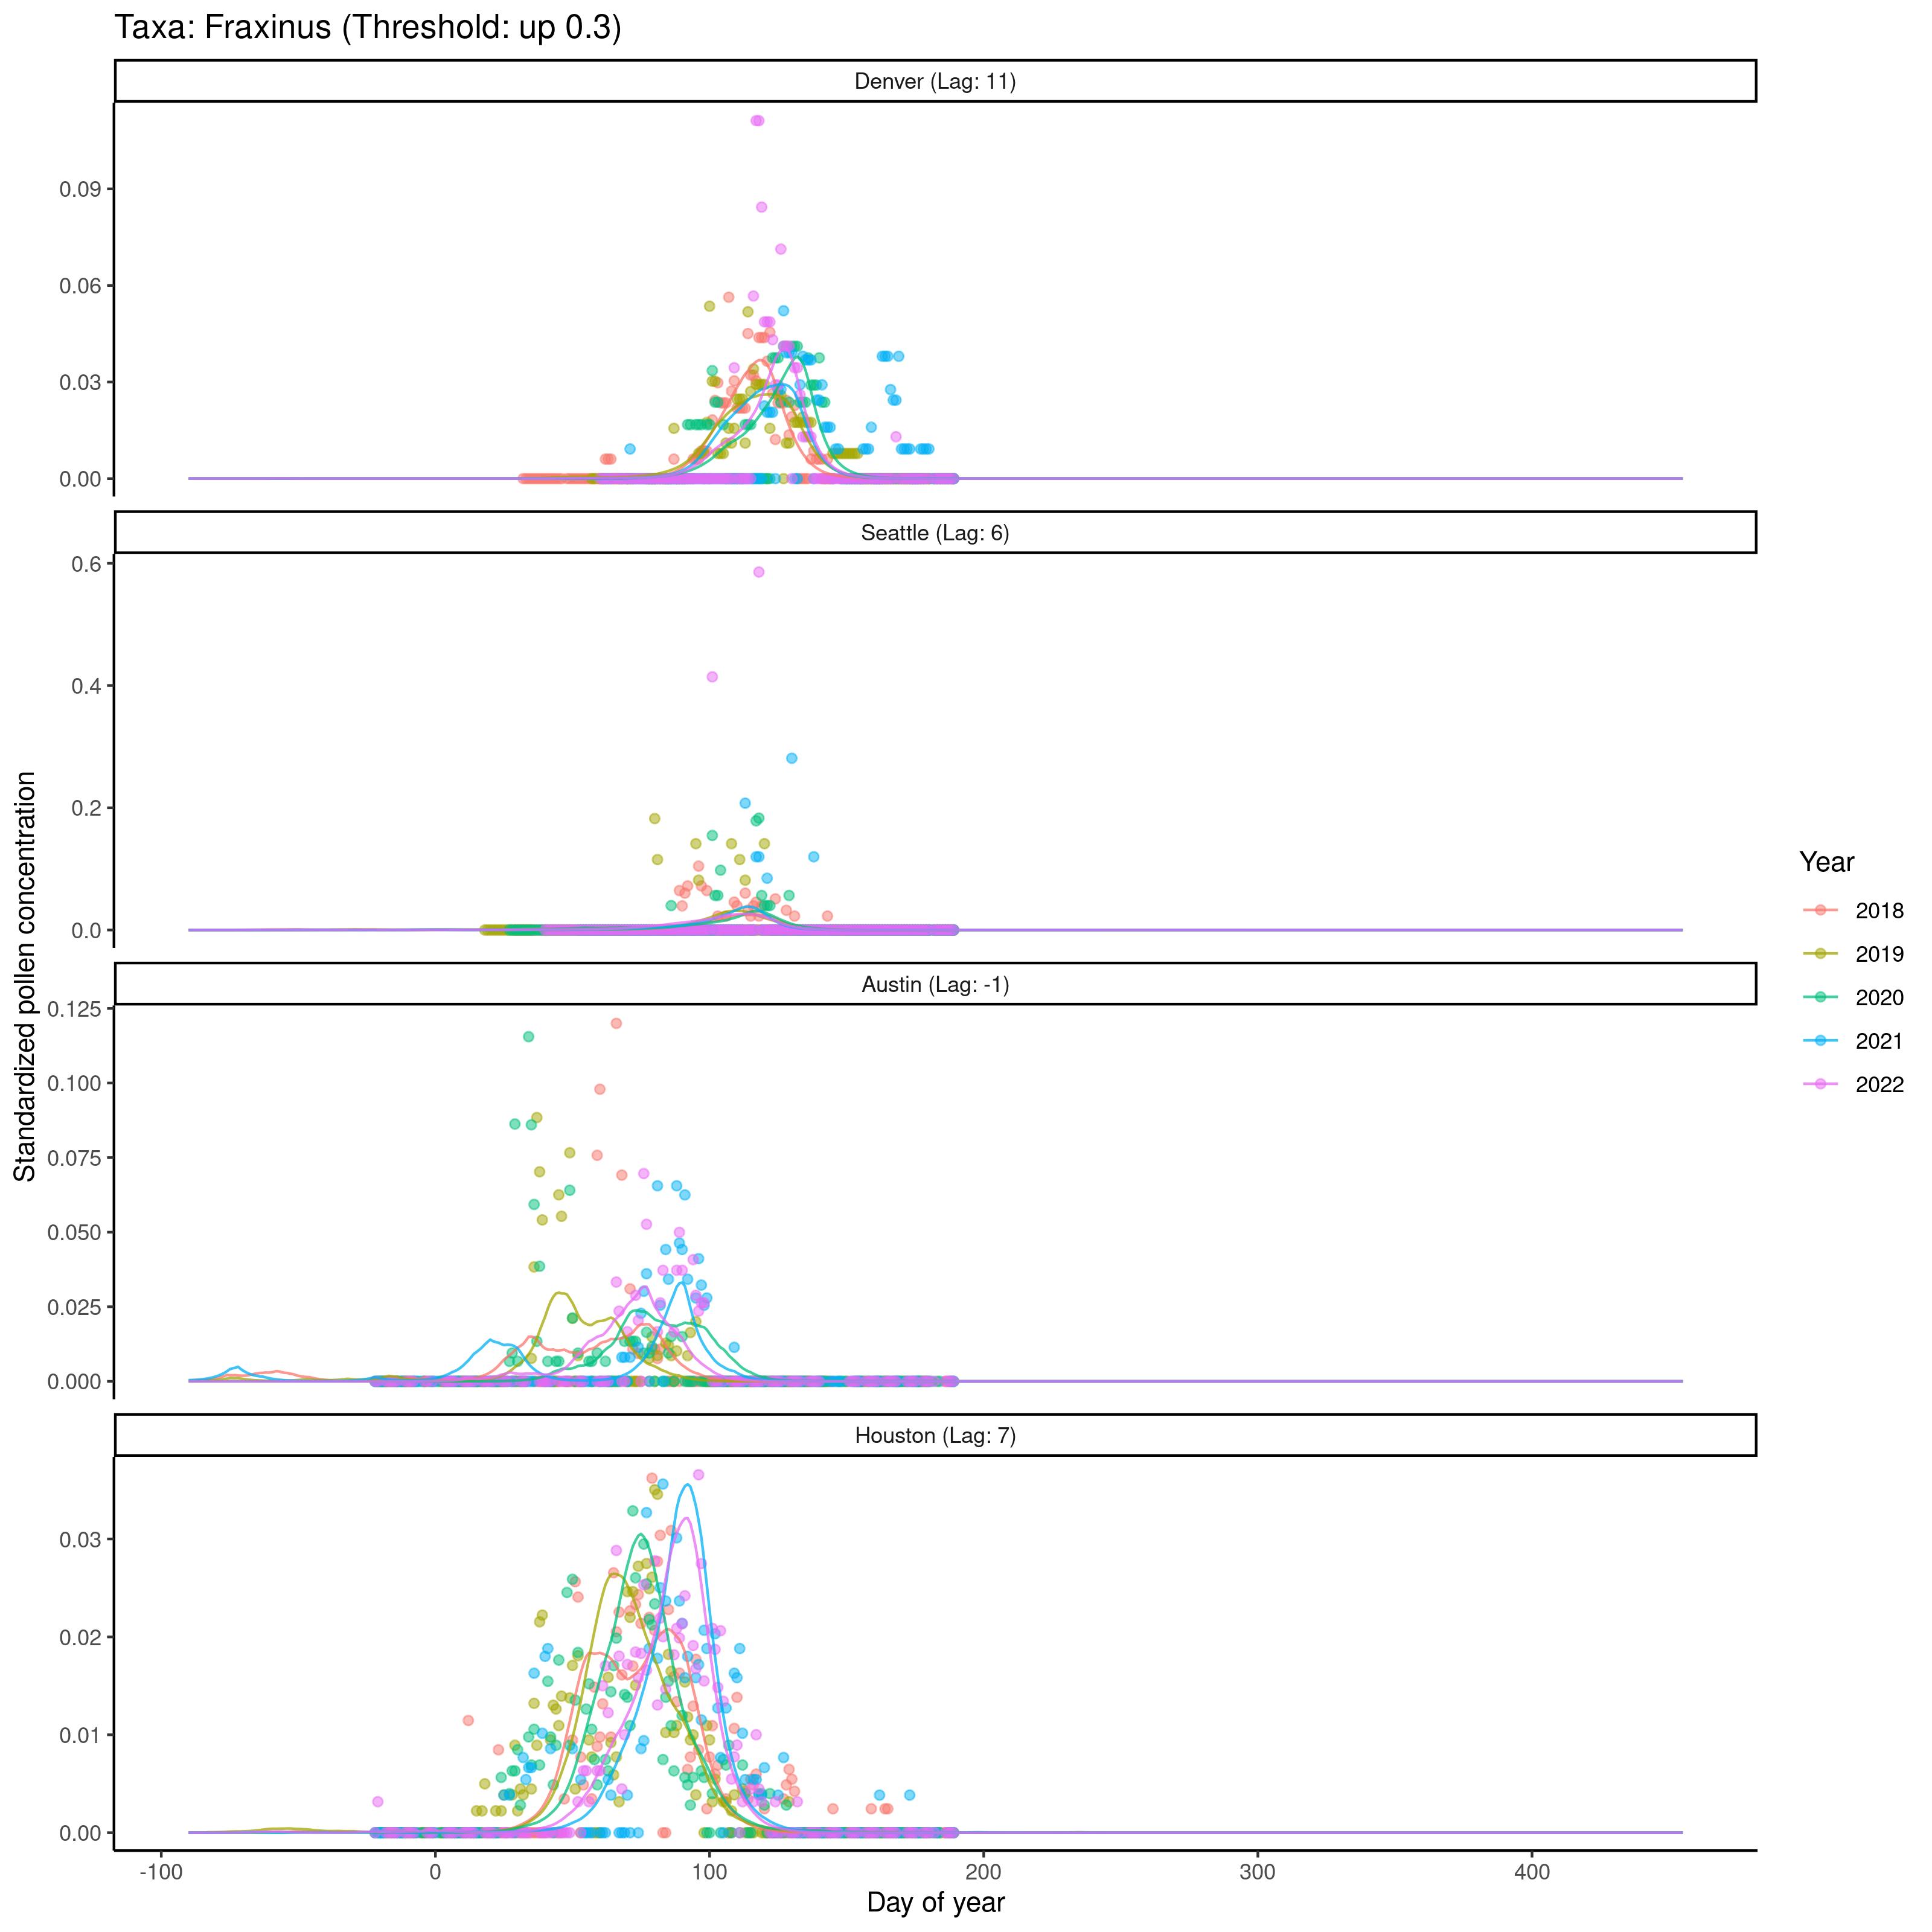 Taxa: Fraxinus (Threshold: up 0.3)
Denver (Lag: 11)
0.09
0.06
0.03
0.00
Seattle (Lag: 6)
0.6
0.4
0.2
0.0
Austin (Lag: -1)
0.125
0.100
0.075
0.050
0.025
0.000
Houston (Lag: 7)
0.03
0.02
0.01
0.00
-100 0 100 200 300 400
Day of year
Standardized pollen concentration
Year
2018
2019
2020
2021
2022